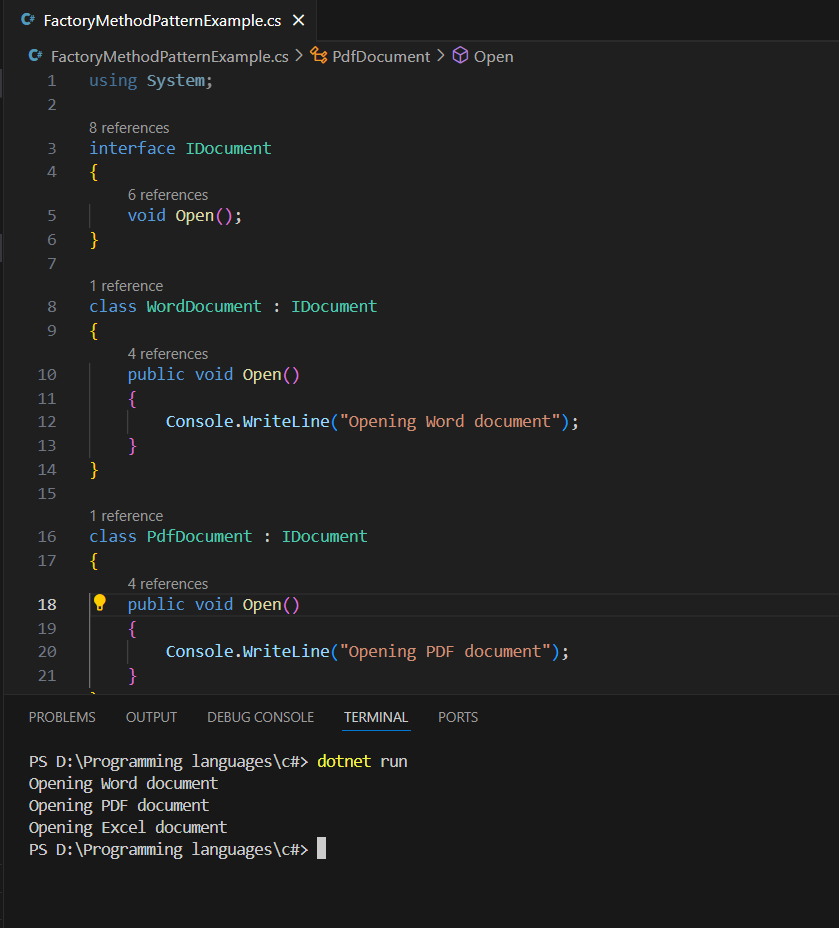 C# FactoryMethodPatternExample.cs ×
C# FactoryMethodPatternExample.cs > PdfDocument > Open
1 using System;
2
8 references
3 interface IDocument
4 {
6 references
5 void Open();
6 }
7
1 reference
8 class WordDocument : IDocument
9 {
4 references
10 public void Open()
11 {
12 Console.WriteLine("Opening Word document");
13 }
14 }
15
1 reference
16 class PdfDocument : IDocument
17 {
4 references
18 public void Open()
19 {
20 Console.WriteLine("Opening PDF document");
21 }
PROBLEMS OUTPUT DEBUG CONSOLE TERMINAL PORTS
PS D:\Programming languages\c#> dotnet run
Opening Word document
Opening PDF document
Opening Excel document
PS D:\Programming languages\c#>